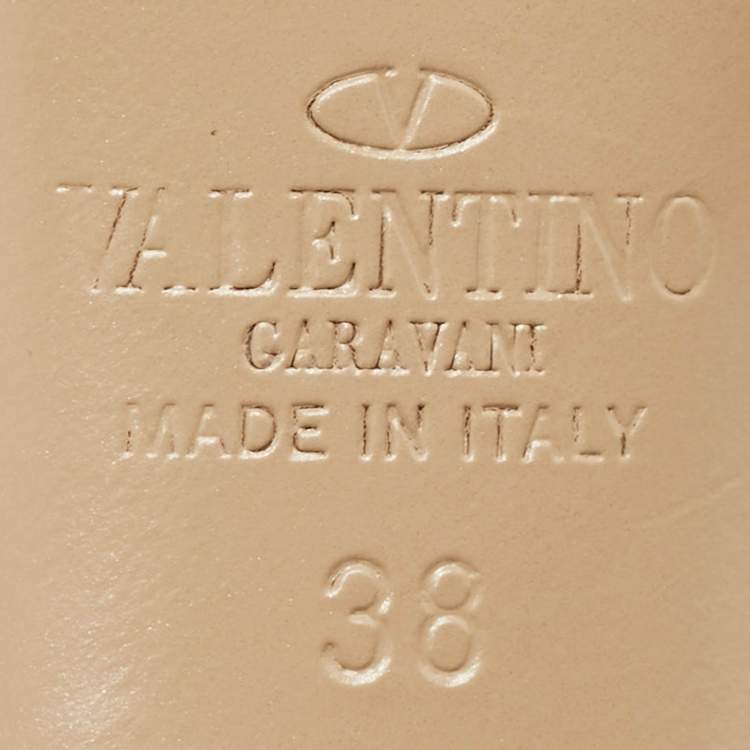 V
VALENTINO
GARAVANI
MADE IN ITALY
38